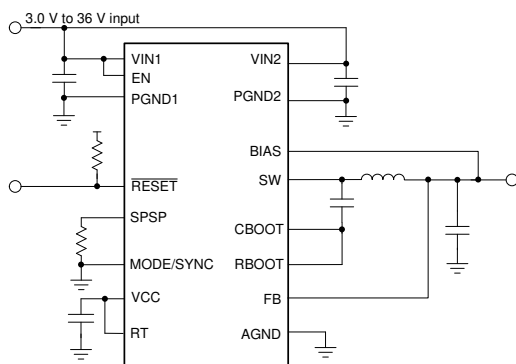 3.0 V to 36 V input
VIN1
EN
PGND1
RESET
SPSP
MODE/SYNC
VCC
RT
VIN2
PGND2
BIAS
SW
CBOOT
RBOOT
FB
AGND